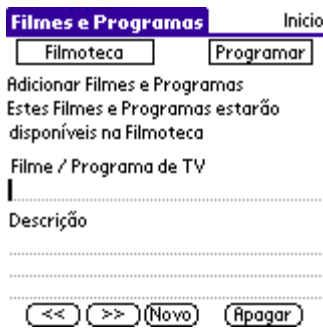 Filmes e Programas Inicio
Filmoteca Programar
Adicionar Filmes e Programas
Estes Filmes e Programas estarão
disponíveis na Filmoteca
Filme / Programa de TV
Descrição
<< >> Novo Apagar